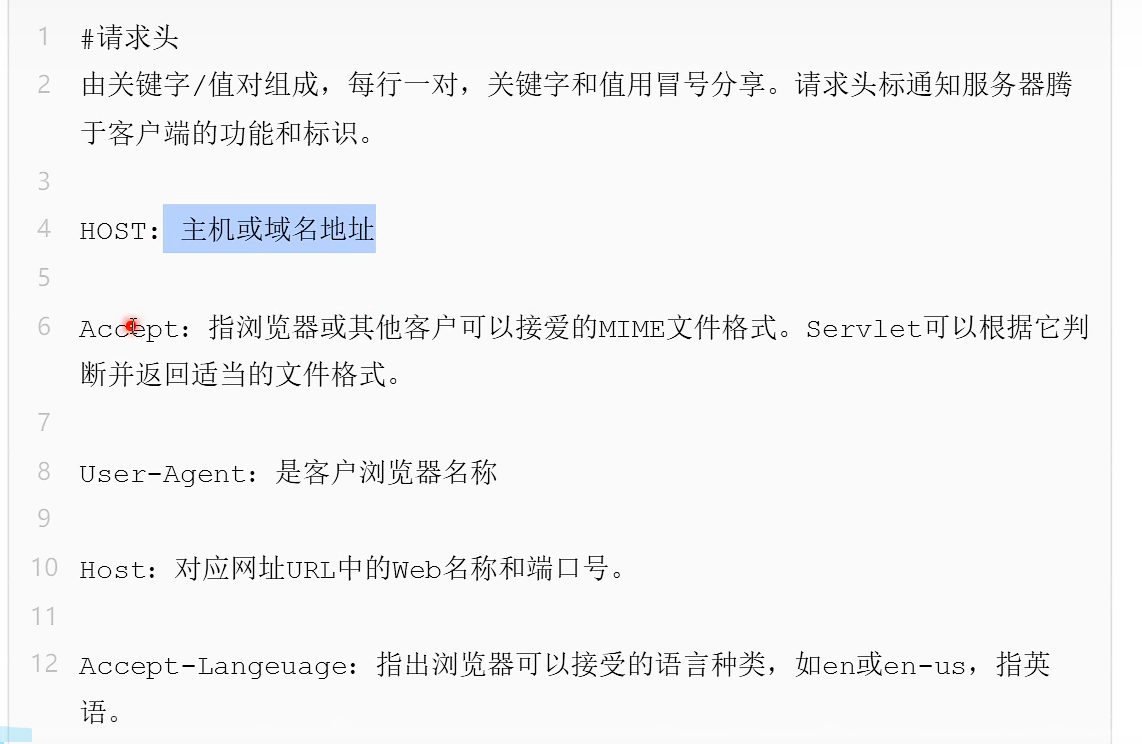 1 #请求头
2 由关键字/值对组成，每行一对，关键字和值用冒号分享。请求头标通知服务器腾
于客户端的功能和标识。
3
4 HOST: 主机或域名地址
5
6 Accept：指浏览器或其他客户可以接爱的MIME文件格式。Servlet可以根据它判
断并返回适当的文件格式。
7
8 User-Agent：是客户浏览器名称
9
10 Host：对应网址URL中的Web名称和端口号。
11
12 Accept-Langeuage：指出浏览器可以接受的语言种类，如en或en-us，指英
语。